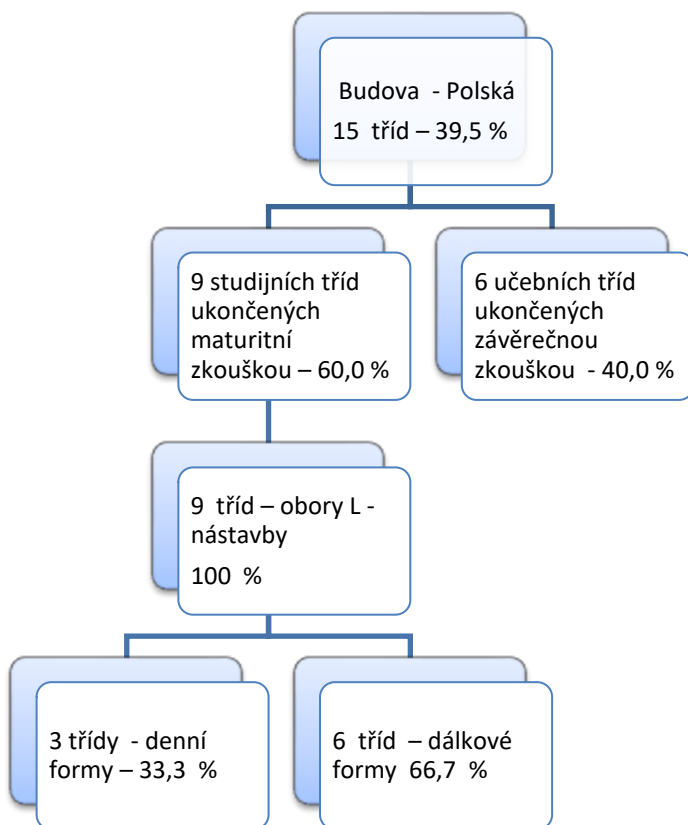 Budova - Polská
15 tříd – 39,5 %
9 studijních tříd
ukončených
maturitní
zkouškou – 60,0 %
6 učebních tříd
ukončených
závěrečnou
zkouškou - 40,0 %
9 tříd – obory L -
nástavby
100 %
3 třídy - denní
formy – 33,3 %
6 tříd – dálkové
formy 66,7 %